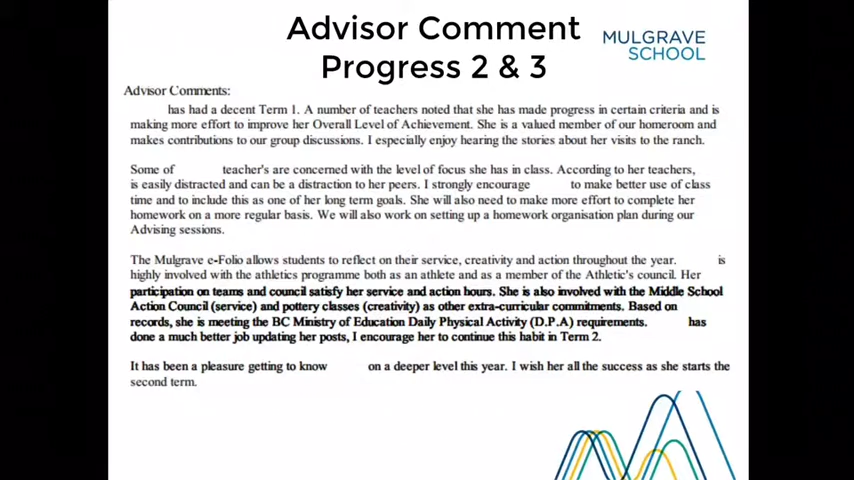 Advisor Comment
Progress 2 & 3
MULGRAVE
SCHOOL
Advisor Comments:
has had a decent Term 1. A number of teachers noted that she has made progress in certain criteria and is
making more effort to improve her Overall Level of Achievement. She is a valued member of our homeroom and
makes contributions to our group discussions. I especially enjoy hearing the stories about her visits to the ranch.
Some of teacher's are concerned with the level of focus she has in class. According to her teachers,
is easily distracted and can be a distraction to her peers. I strongly encourage to make better use of class
time and to include this as one of her long term goals. She will also need to make more effort to complete her
homework on a more regular basis. We will also work on setting up a homework organisation plan during our
Advising sessions.
The Mulgrave e-Folio allows students to reflect on their service, creativity and action throughout the year. is
highly involved with the athletics programme both as an athlete and as a member of the Athletic's council. Her
participation on teams and council satisfy her service and action hours. She is also involved with the Middle School
Action Council (service) and pottery classes (creativity) as other extra-curricular commitments. Based on
records, she is meeting the BC Ministry of Education Daily Physical Activity (D.P.A) requirements. has
done a much better job updating her posts, I encourage her to continue this habit in Term 2.
It has been a pleasure getting to know on a deeper level this year. I wish her all the success as she starts the
second term.